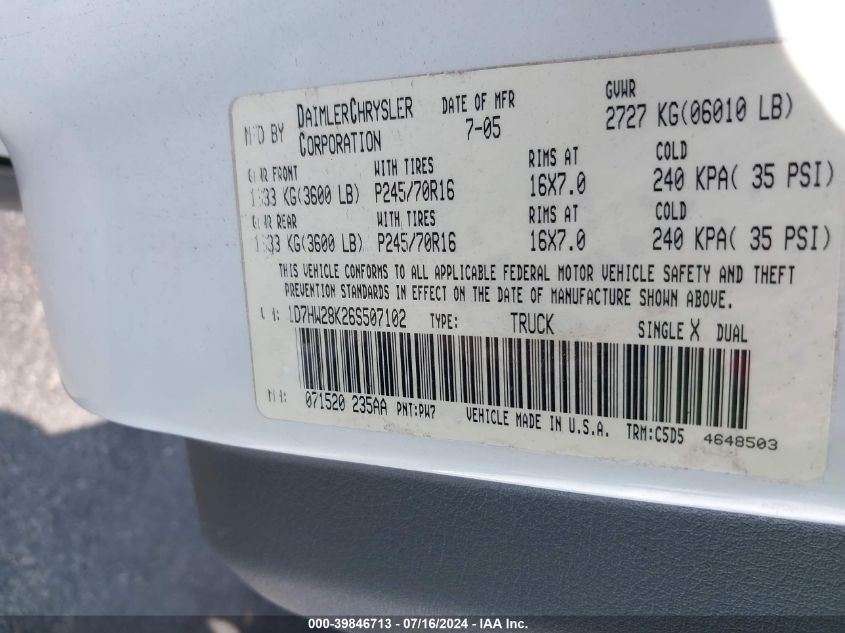 MFD BY DAIMLERCHRYSLER CORPORATION DATE OF MFR 7-05 GVWR 2727 KG(06010 LB)
FRONT WITH TIRES RIMS AT COLD
KG(3600 LB) P245/70R16 16X7.0 240 KPA( 35 PSI)
REAR WITH TIRES RIMS AT COLD
KG(3600 LB) P245/70R16 16X7.0 240 KPA( 35 PSI)
THIS VEHICLE CONFORMS TO ALL APPLICABLE FEDERAL MOTOR VEHICLE SAFETY AND THEFT
PREVENTION STANDARDS IN EFFECT ON THE DATE OF MANUFACTURE SHOWN ABOVE.
1D7HW28K26S507102 TYPE: TRUCK SINGLE X DUAL
071520 235AA PNT:PW7 VEHICLE MADE IN U.S.A. TRM:C5D5 4648503
000-39846713 - 07/16/2024 - IAA Inc.